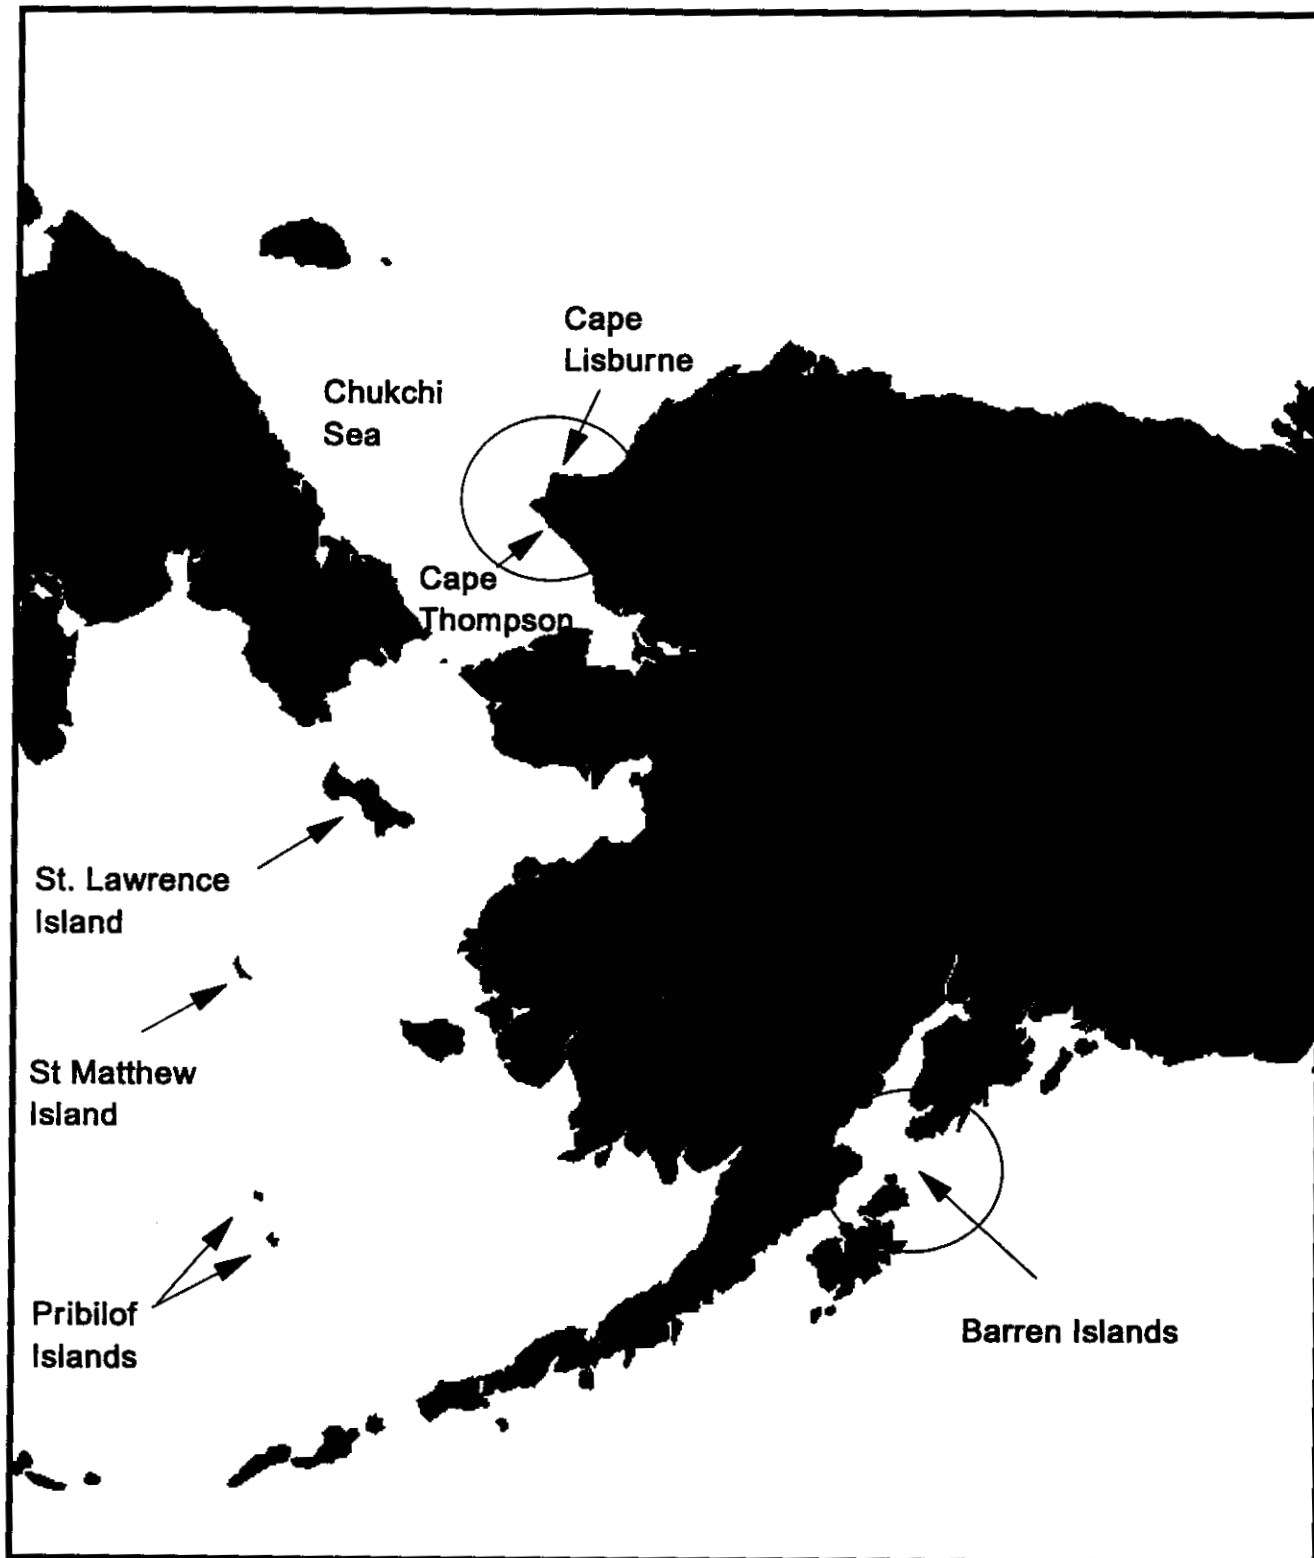 Cape
Lisburne
Chukchi
Sea
Cape
Thompson
St. Lawrence
Island
St Matthew
Island
Pribilof
Islands
Barren Islands